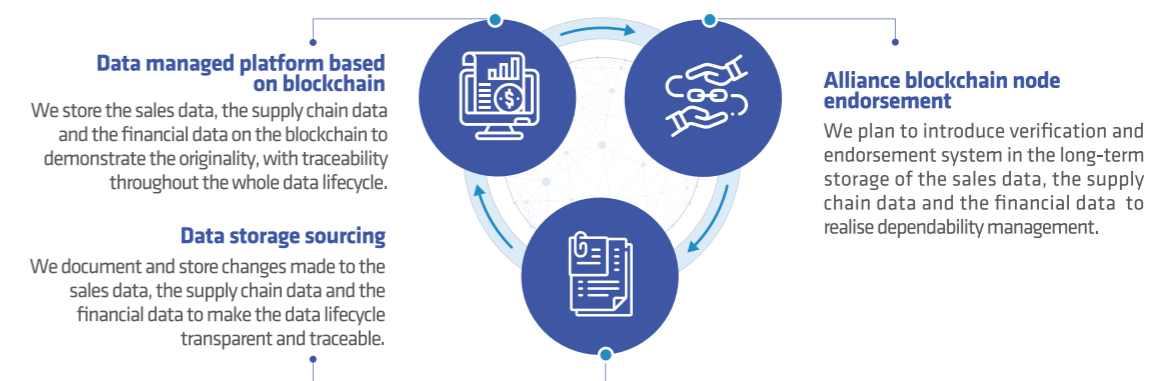 Data managed platform based
on blockchain
We store the sales data, the supply chain data
and the financial data on the blockchain to
demonstrate the originality, with traceability
throughout the whole data lifecycle.
Data storage sourcing
We document and store changes made to the
sales data, the supply chain data and the
financial data to make the data lifecycle
transparent and traceable.
Alliance blockchain node
endorsement
We plan to introduce verification and
endorsement system in the long-term
storage of the sales data, the supply
chain data and the financial data to
realise dependability management.